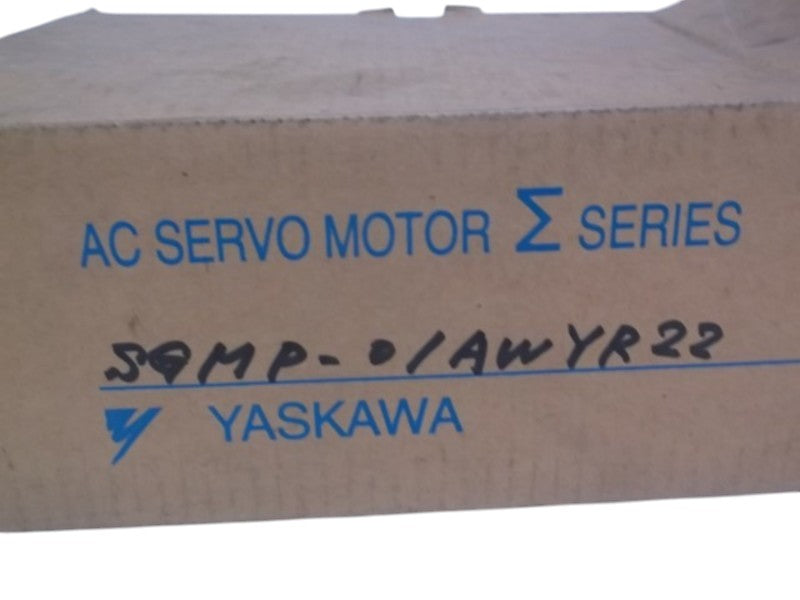 AC SERVO MOTOR Σ SERIES
SGMP-01AWYR22
YASKAWA